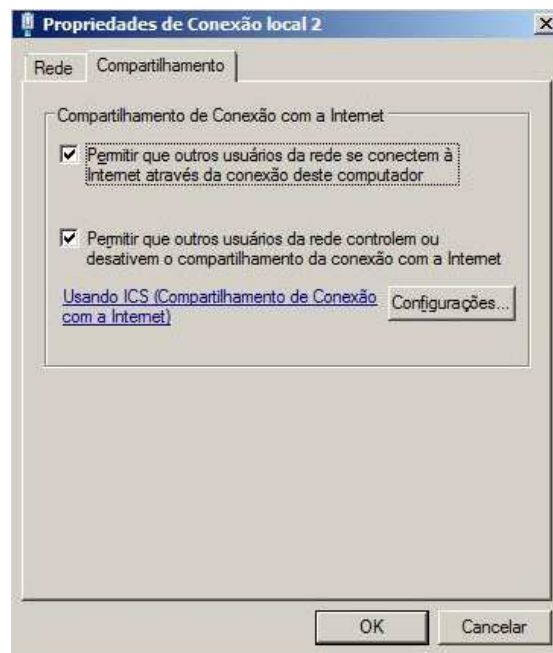 Propriedades de Conexão local 2
Rede
Compartilhamento
Compartilhamento de Conexão com a Internet
Permitir que outros usuários da rede se conectem à
Internet através da conexão deste computador
Permitir que outros usuários da rede controlem ou
desativem o compartilhamento da conexão com a Internet
Usando ICS (Compartilhamento de Conexão
com a Internet)
Configurações...
OK
Cancelar